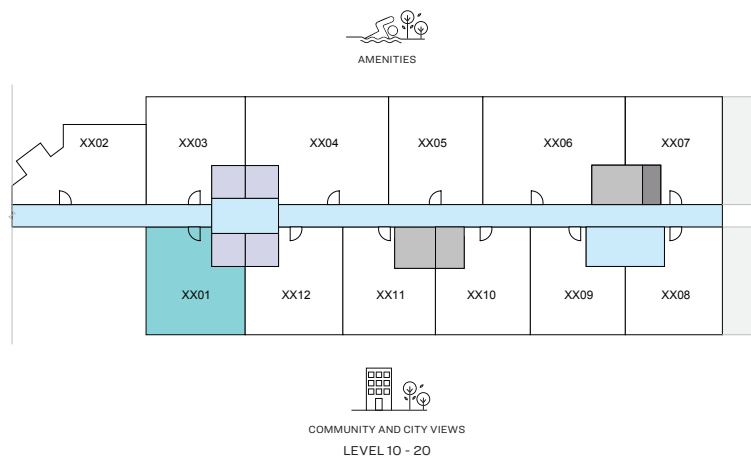 AMENITIES
XX02
XX03
XX04
XX05
XX06
XX07
XX01
XX12
XX11
XX10
XX09
XX08
COMMUNITY AND CITY VIEWS
LEVEL 10 - 20